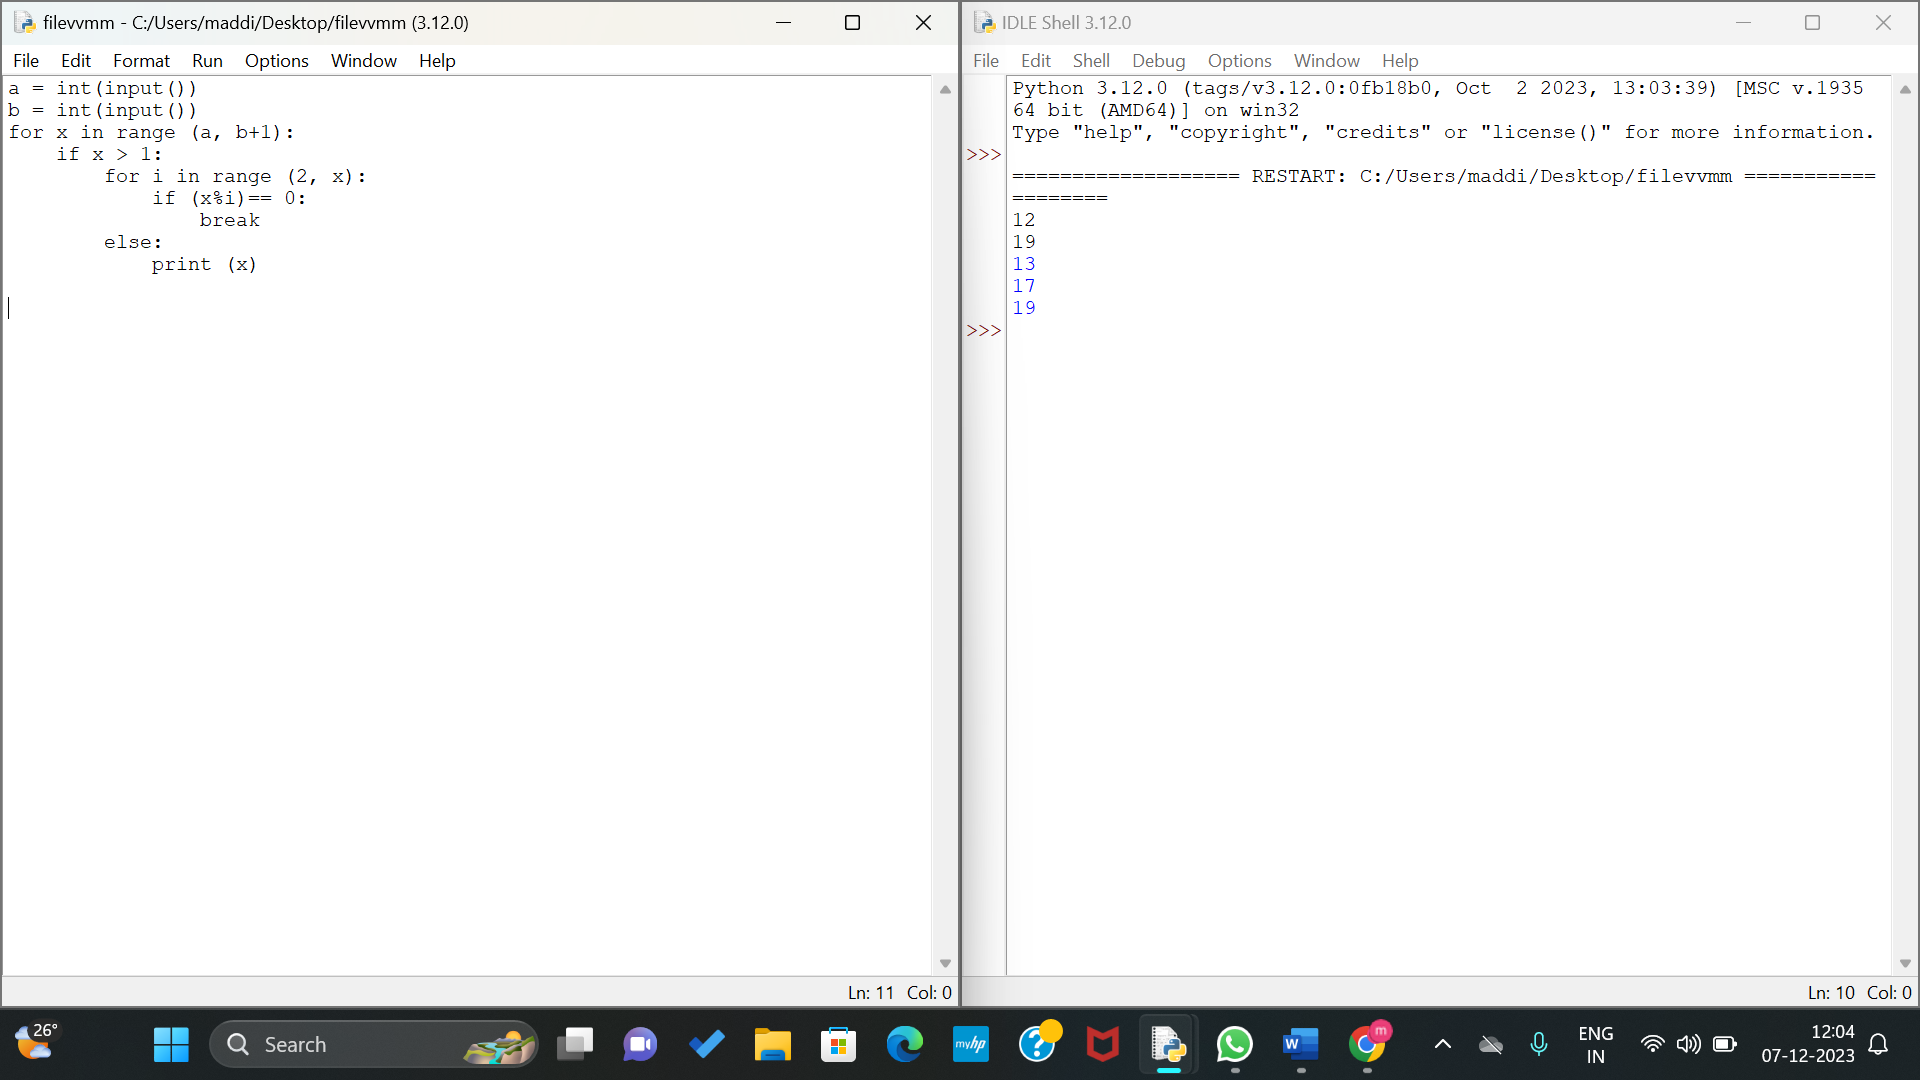 filevvmm - C:/Users/maddi/Desktop/filevvmm (3.12.0)
File Edit Format Run Options Window Help
a = int(input())
b = int(input())
for x in range (a, b+1):
    if x > 1:
        for i in range (2, x):
            if (x%i)== 0:
                break
        else:
            print (x)
Ln: 11 Col: 0
IDLE Shell 3.12.0
File Edit Shell Debug Options Window Help
Python 3.12.0 (tags/v3.12.0:0fb18b0, Oct  2 2023, 13:03:39) [MSC v.1935
64 bit (AMD64)] on win32
Type "help", "copyright", "credits" or "license()" for more information.
>>>
=================== RESTART: C:/Users/maddi/Desktop/filevvmm ===========
========
12
19
13
17
19
>>>
Ln: 10 Col: 0
26°
Search
myhp
?
W
m
ENG
IN
12:04
07-12-2023